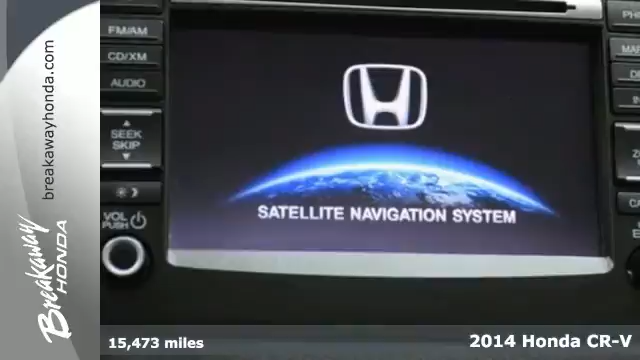 breakawayhonda.com
Breakaway
HONDA
FM/AM
CD/XM
AUDIO
SEEK
SKIP
VOL
PUSH
SATELLITE NAVIGATION SYSTEM
15,473 miles
2014 Honda CR-V